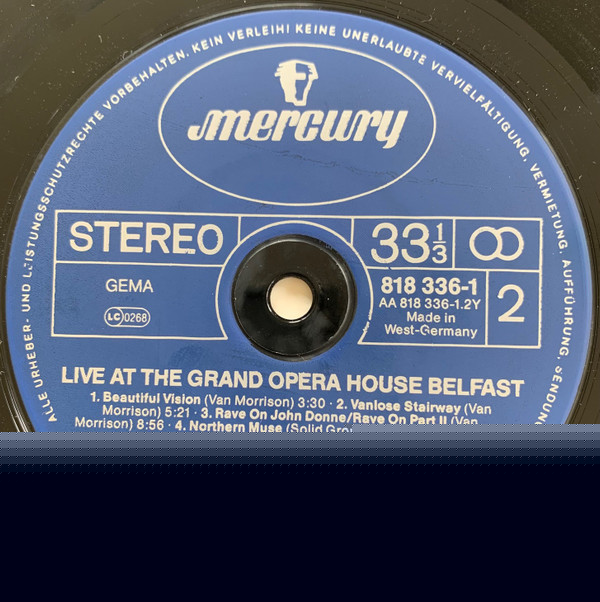 ALLE URHEBER- UND LEISTUNGSSCHUTZRECHTE VORBEHALTEN. KEIN VERLEIH! KEINE UNERLAUBTE VERVIELFÄLTIGUNG, VERMIETUNG, AUFFÜHRUNG, SENDUNG
mercury
STEREO
33 1/3
GEMA
LC 0268
818 336-1
AA 818 336-1.2Y
Made in
West-Germany
2
LIVE AT THE GRAND OPERA HOUSE BELFAST
1. Beautiful Vision (Van Morrison) 3:30 · 2. Vanlose Stairway (Van
Morrison) 5:21 · 3. Rave On John Donne/Rave On Part II (Van
Morrison) 8:56 · 4. Northern Muse (Solid